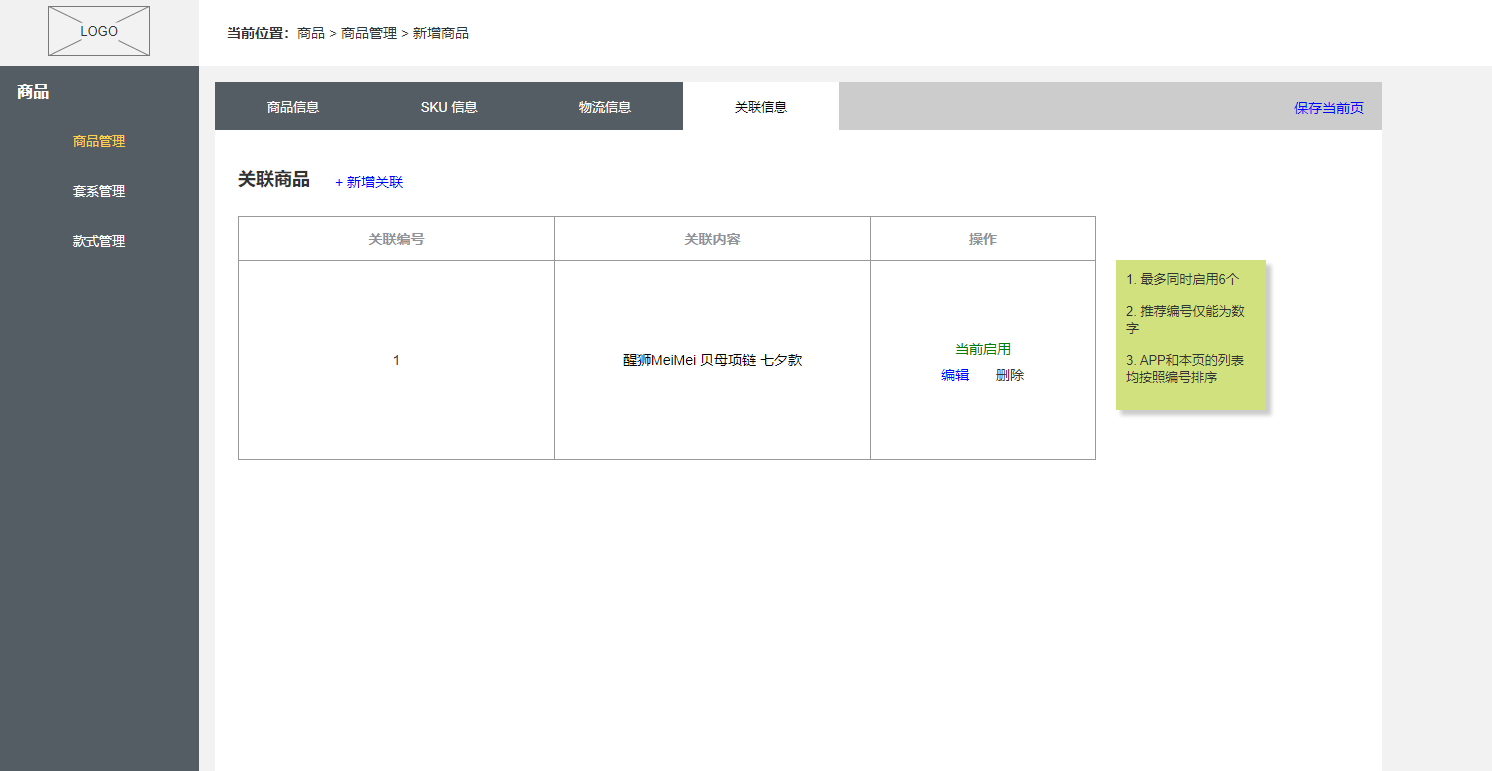 LOGO
当前位置：商品 > 商品管理 > 新增商品
商品
商品管理
套系管理
款式管理
商品信息
SKU 信息
物流信息
关联信息
保存当前页
关联商品
+ 新增关联
关联编号
关联内容
操作
1
醒狮MeiMei 贝母项链 七夕款
当前启用
编辑
删除
1. 最多同时启用6个
2. 推荐编号仅能为数
字
3. APP和本页的列表
均按照编号排序